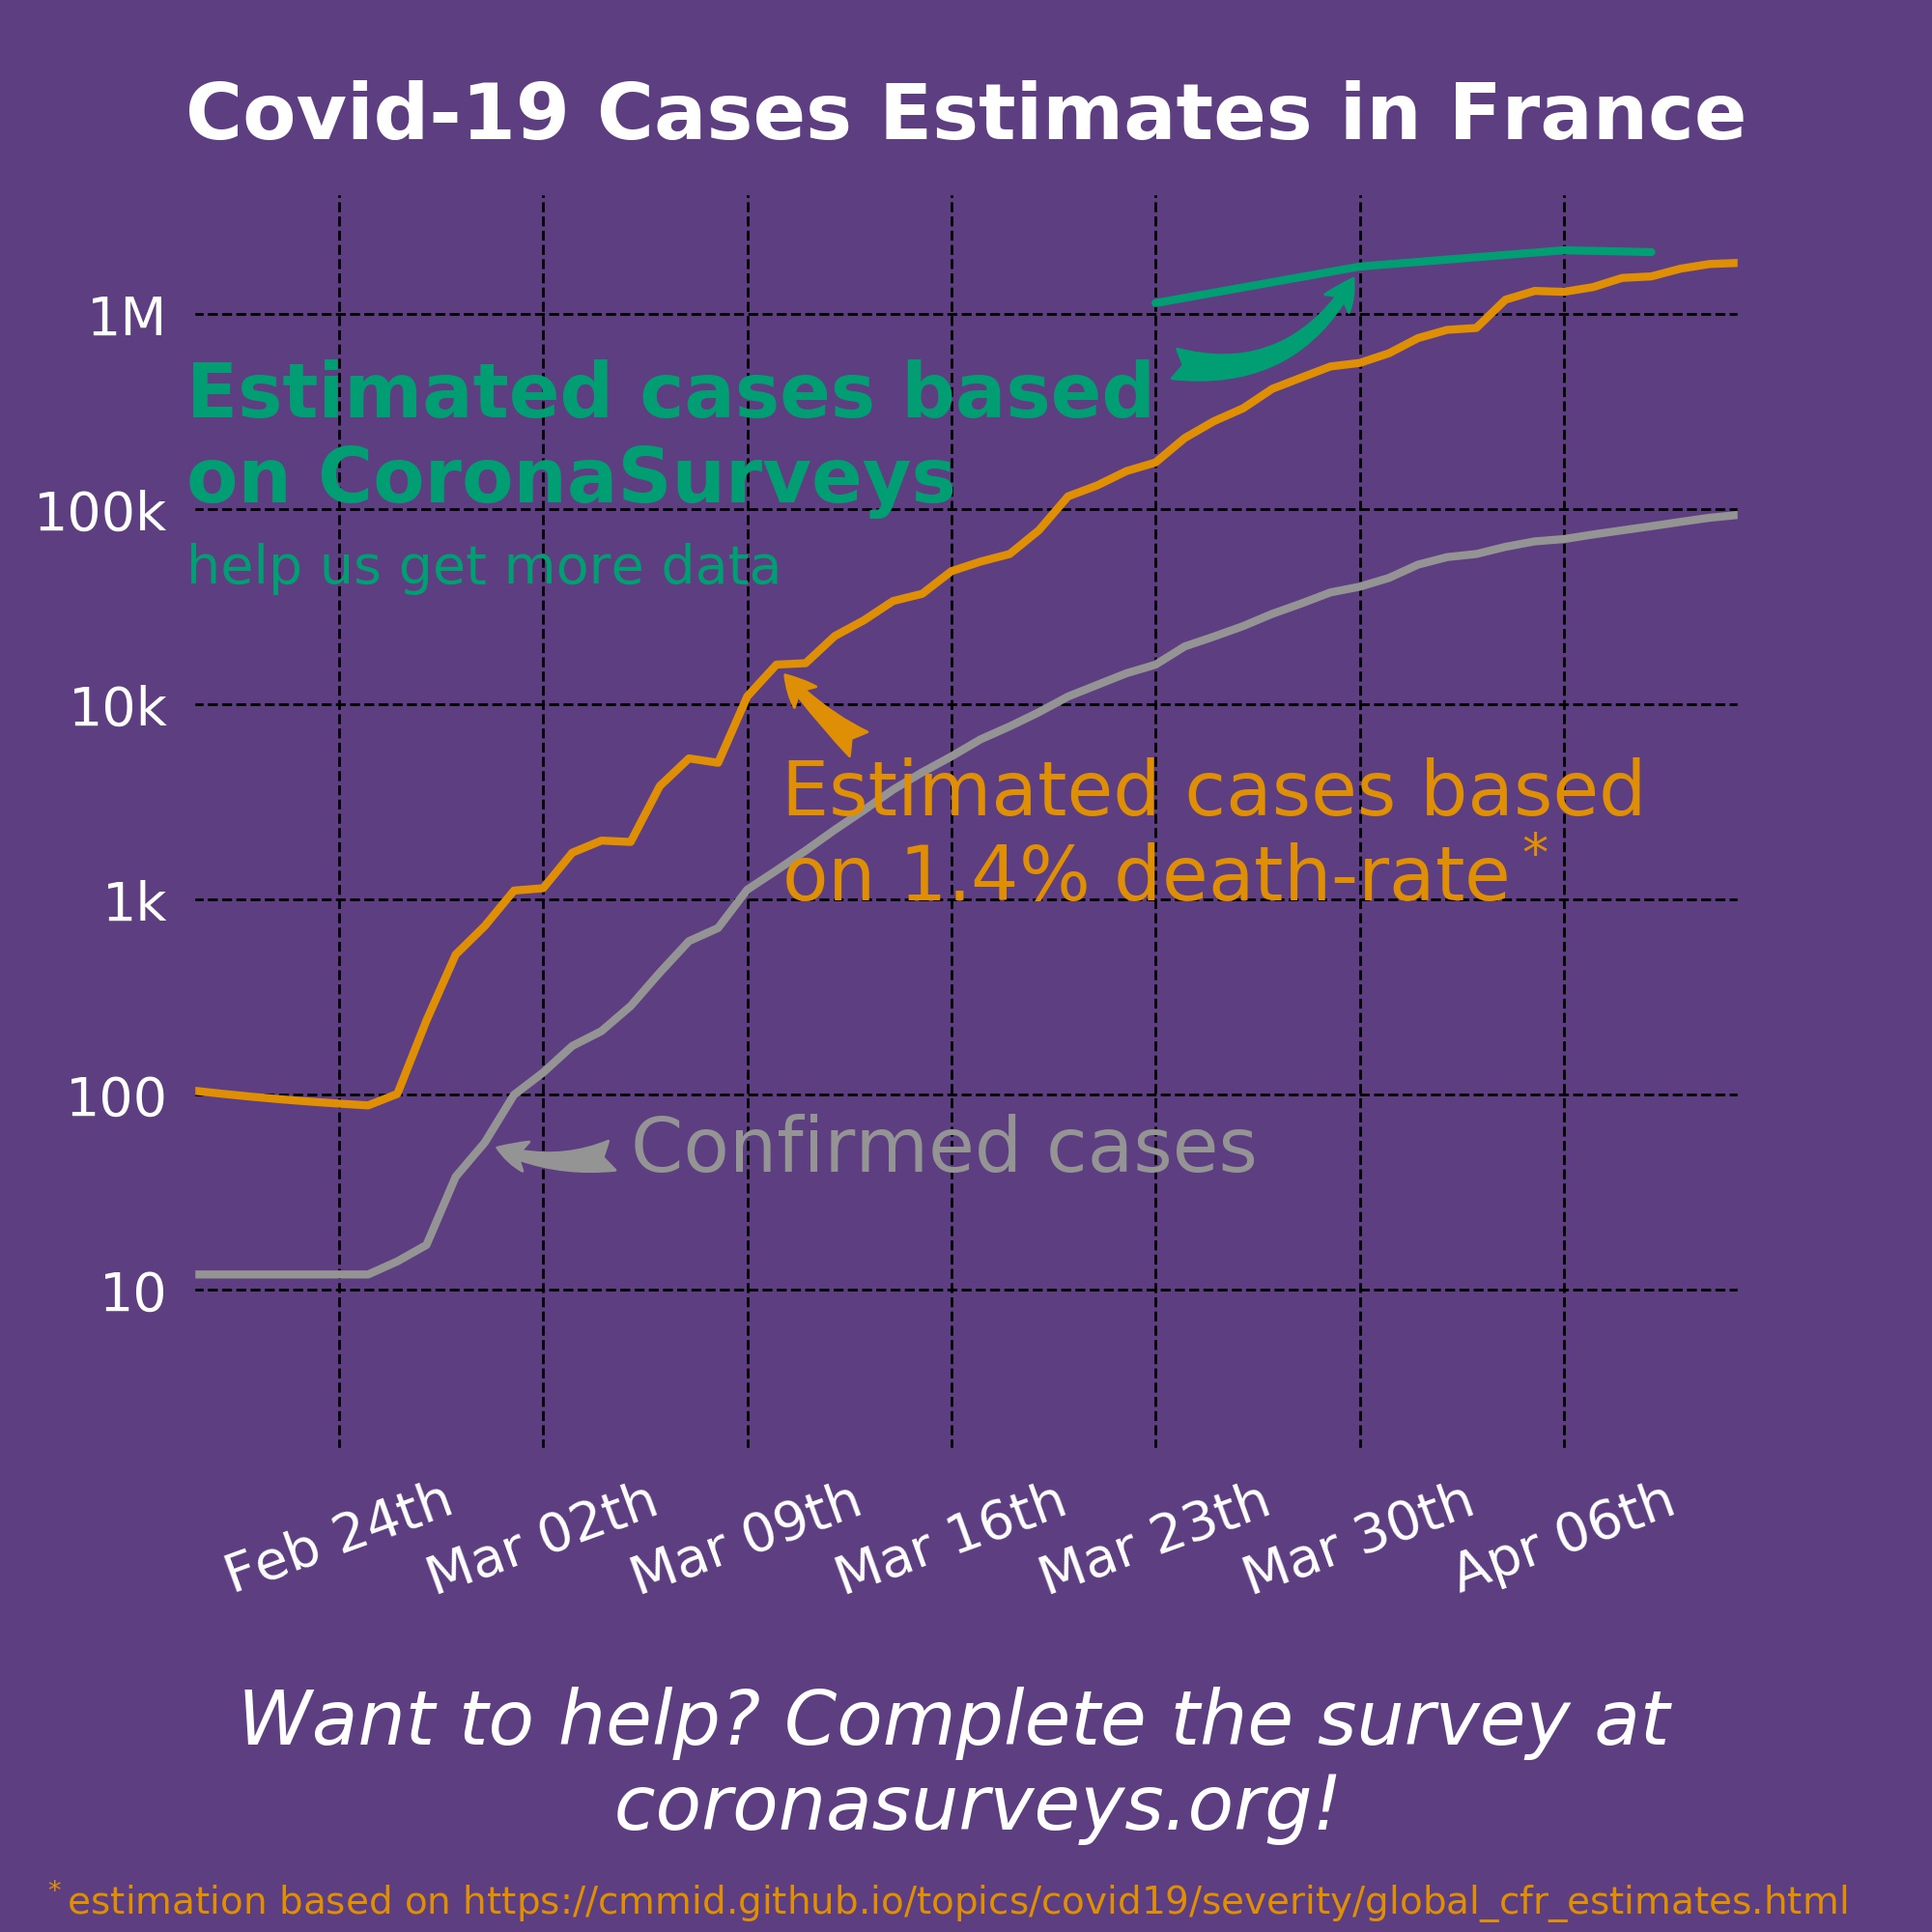 Covid-19 Cases Estimates in France
1M
Estimated cases based
on CoronaSurveys
100k
help us get more data
10k
Estimated cases based
on 1.4% death-rate*
1k
100
Confirmed cases
10
Feb 24th
Mar 02th
Mar 09th
Mar 16th
Mar 23th
Mar 30th
Apr 06th
Want to help? Complete the survey at
coronasurveys.org!
*estimation based on https://cmmid.github.io/topics/covid19/severity/global_cfr_estimates.html